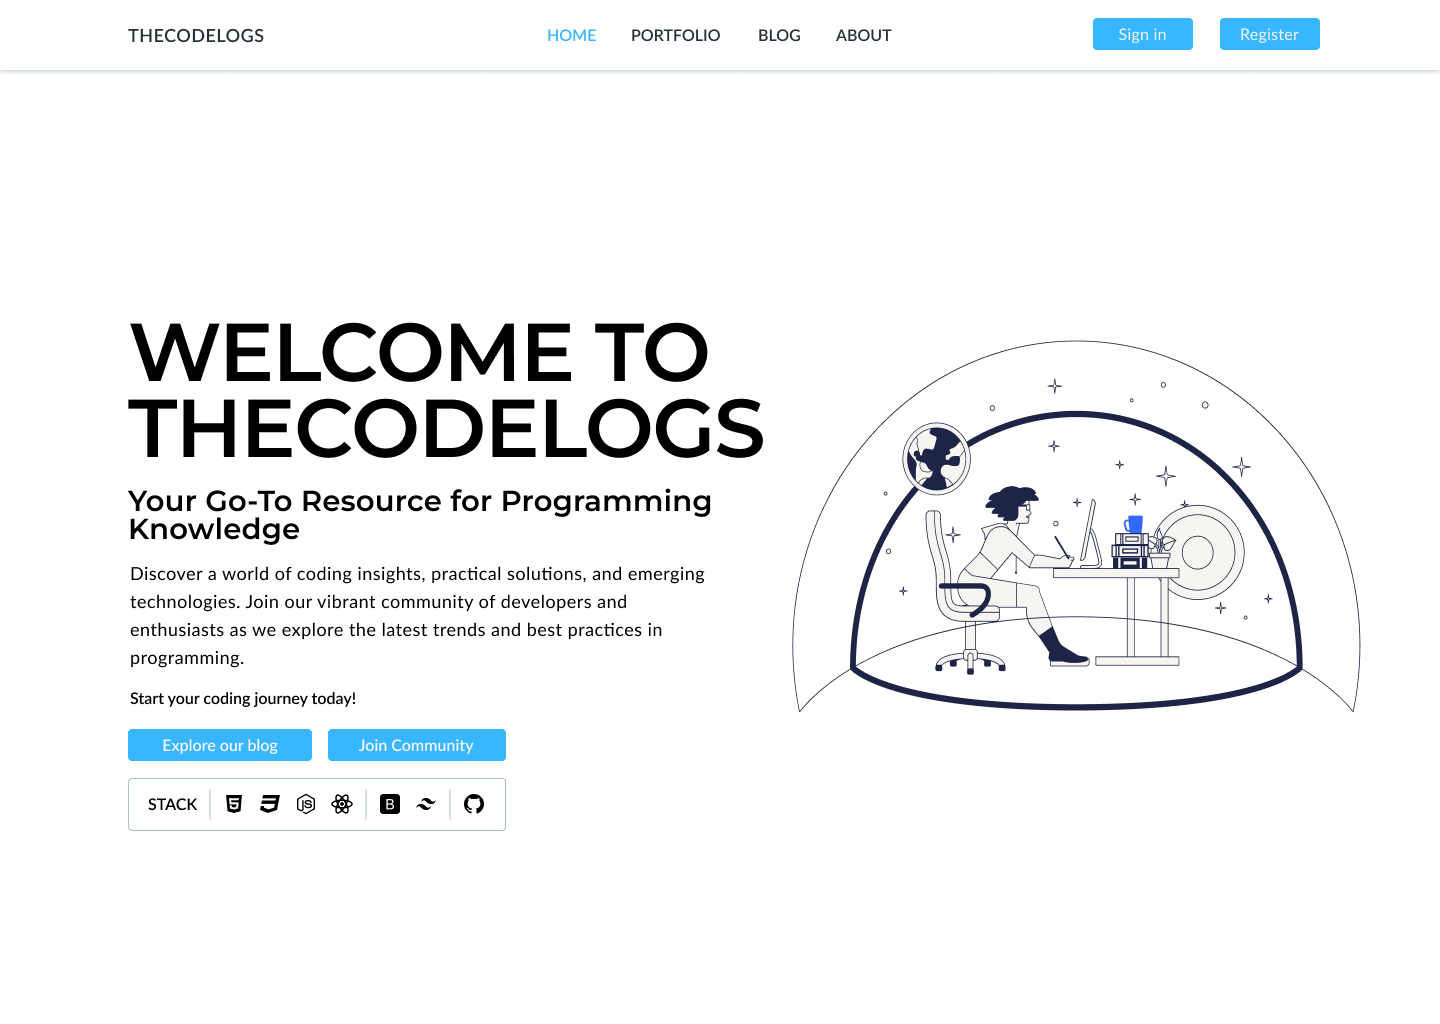 THECODELOGS
HOME
PORTFOLIO
BLOG
ABOUT
Sign in
Register
WELCOME TO
THECODELOGS
Your Go-To Resource for Programming
Knowledge
Discover a world of coding insights, practical solutions, and emerging
technologies. Join our vibrant community of developers and
enthusiasts as we explore the latest trends and best practices in
programming.
Start your coding journey today!
Explore our blog
Join Community
STACK